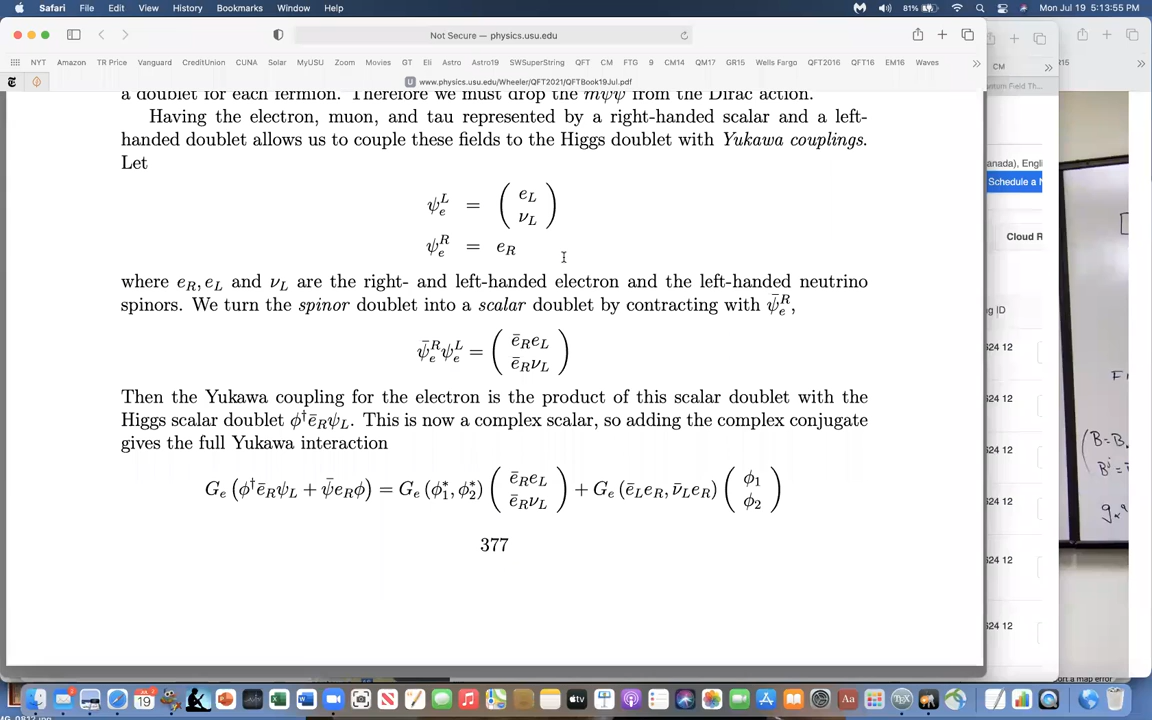 Safari File Edit View History Bookmarks Window Help 81% Mon Jul 19 5:13:55 PM
Not Secure — physics.usu.edu
NYT Amazon TR Price Vanguard CreditUnion CUNA Solar MyUSU Zoom Movies GT Eli Astro Astro19 SWSuperString QFT CM FTG 9 CM14 QM17 GR15 Wells Fargo QFT2016 QFT16 EM16 Waves » CM » 15 »
www.physics.usu.edu/Wheeler/QFT2021/QFTBook19Jul.pdf
a doublet for each fermion. Therefore we must drop the mψ̄ψ from the Dirac action.
Having the electron, muon, and tau represented by a right-handed scalar and a left-
handed doublet allows us to couple these fields to the Higgs doublet with Yukawa couplings.
Let
ψ_e^L = ( e_L ν_L )
ψ_e^R = e_R
where e_R, e_L and ν_L are the right- and left-handed electron and the left-handed neutrino
spinors. We turn the spinor doublet into a scalar doublet by contracting with ψ̄_e^R,
ψ̄_e^R ψ_e^L = ( ē_R e_L ē_R ν_L )
Then the Yukawa coupling for the electron is the product of this scalar doublet with the
Higgs scalar doublet φ†ē_Rψ_L. This is now a complex scalar, so adding the complex conjugate
gives the full Yukawa interaction
G_e (φ†ē_Rψ_L + ψ̄e_Rφ) = G_e (φ_1^*, φ_2^*) ( ē_R e_L ē_R ν_L ) + G_e (ē_L e_R, ν̄_L e_R) ( φ_1 φ_2 )
377
Schedule a
Cloud R
ID